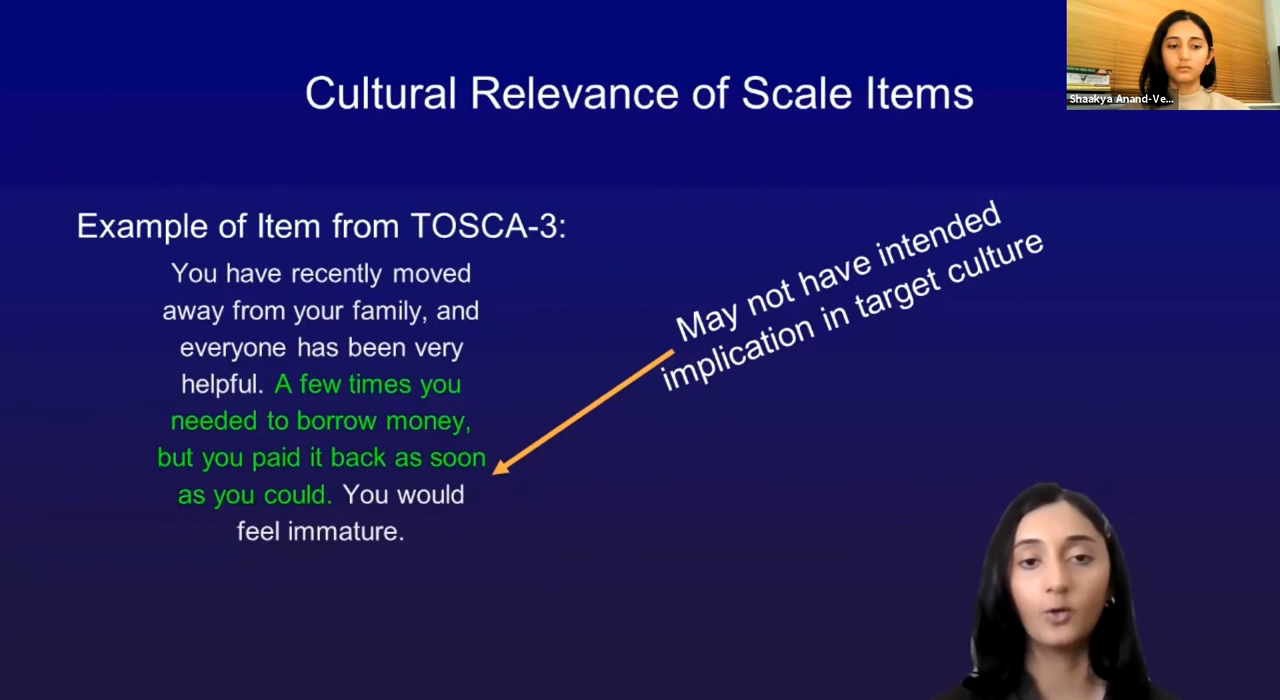 Cultural Relevance of Scale Items
Shaakya Anand-Ve...
Example of Item from TOSCA-3:
You have recently moved
away from your family, and
everyone has been very
helpful. A few times you
needed to borrow money,
but you paid it back as soon
as you could. You would
feel immature.
May not have intended
implication in target culture